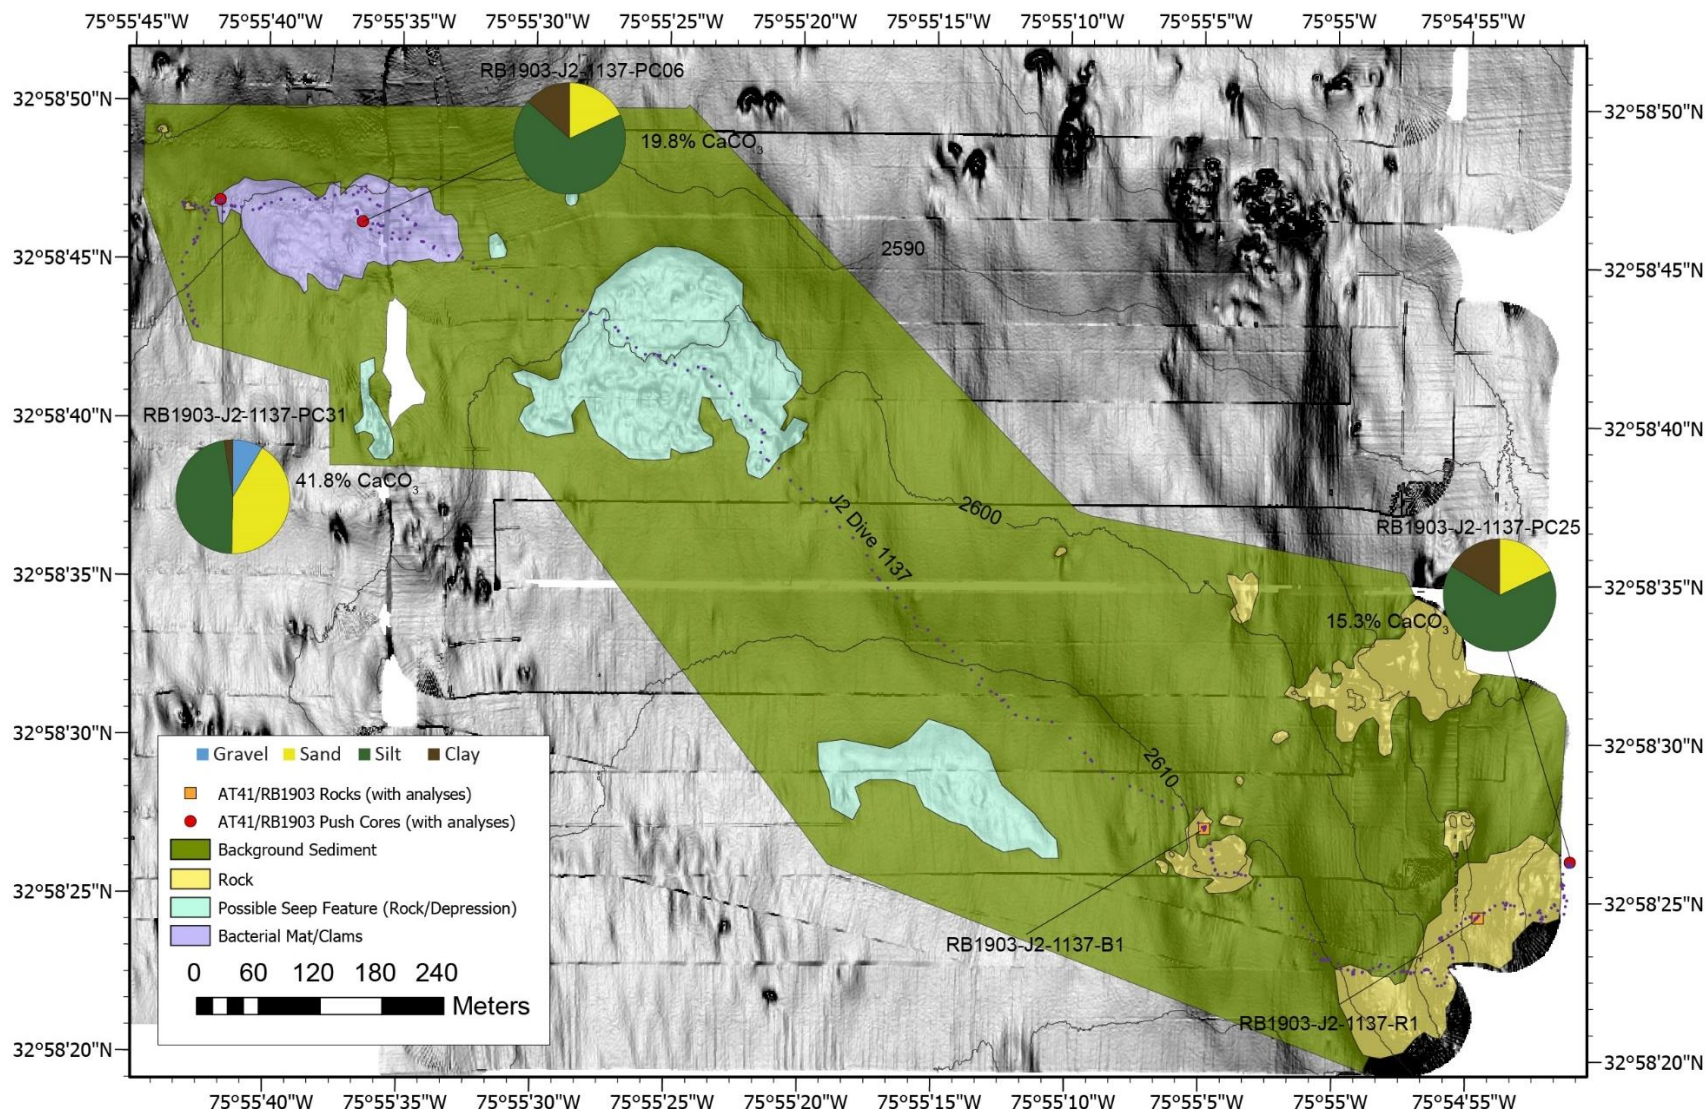 75°55'45"W 75°55'40"W 75°55'35"W 75°55'30"W 75°55'25"W 75°55'20"W 75°55'15"W 75°55'10"W 75°55'5"W 75°55'W 75°54'55"W
RB1903-J2-1137-PC06
32°58'50"N
32°58'50"N
19.8% CaCO₃
2590
32°58'45"N
32°58'45"N
32°58'40"N
RB1903-J2-1137-PC31
32°58'40"N
41.8% CaCO₃
J2 Dive 1137
2600
RB1903-J2-1137-PC25
32°58'35"N
32°58'35"N
15.3% CaCO₃
32°58'30"N
32°58'30"N
2610
Gravel Sand Silt Clay
AT41/RB1903 Rocks (with analyses)
AT41/RB1903 Push Cores (with analyses)
Background Sediment
Rock
Possible Seep Feature (Rock/Depression)
Bacterial Mat/Clams
0 60 120 180 240
Meters
32°58'25"N
32°58'25"N
RB1903-J2-1137-B1
RB1903-J2-1137-R1
32°58'20"N
32°58'20"N
75°55'40"W 75°55'35"W 75°55'30"W 75°55'25"W 75°55'20"W 75°55'15"W 75°55'10"W 75°55'5"W 75°55'W 75°54'55"W